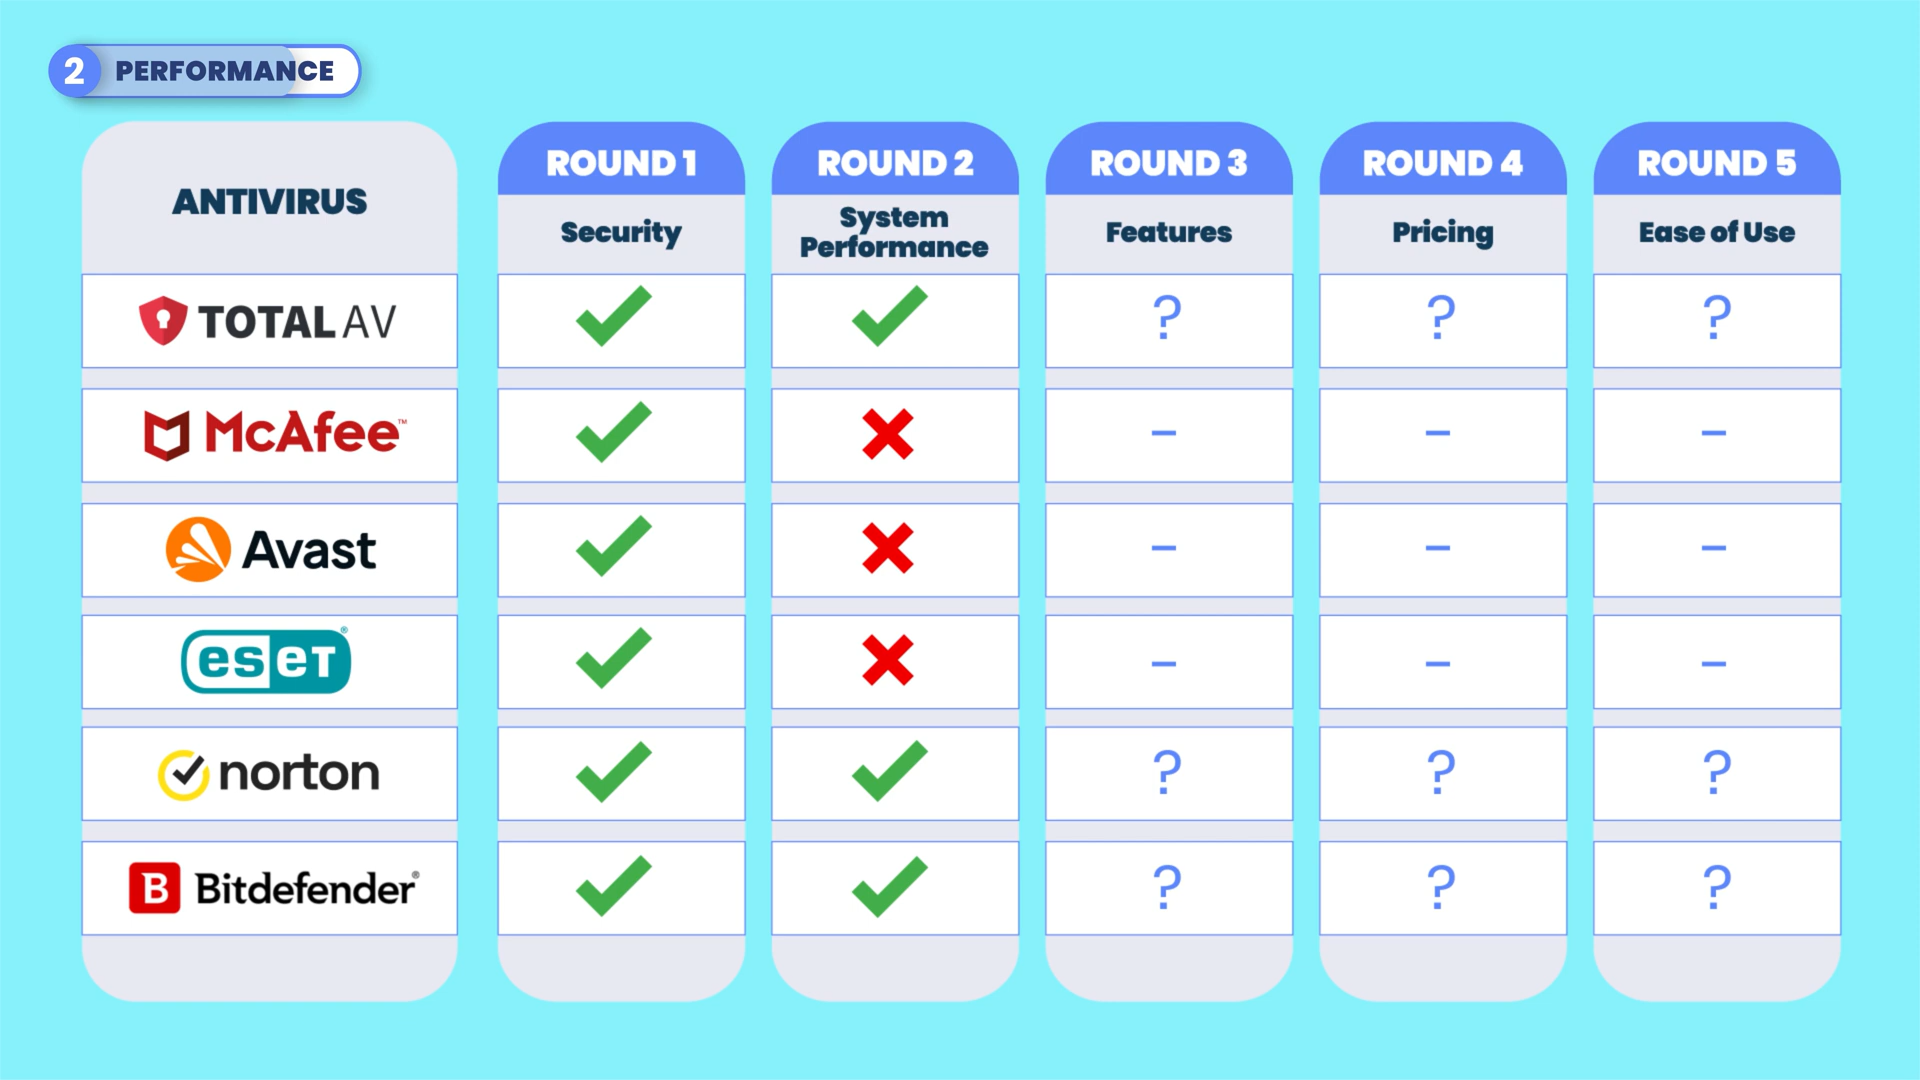 2 PERFORMANCE
ANTIVIRUS
ROUND 1
ROUND 2
ROUND 3
ROUND 4
ROUND 5
Security
System
Performance
Features
Pricing
Ease of Use
TOTAL AV
? ? ?
McAfee™
– – –
Avast
– – –
eset®
– – –
norton
? ? ?
B Bitdefender®
? ? ?